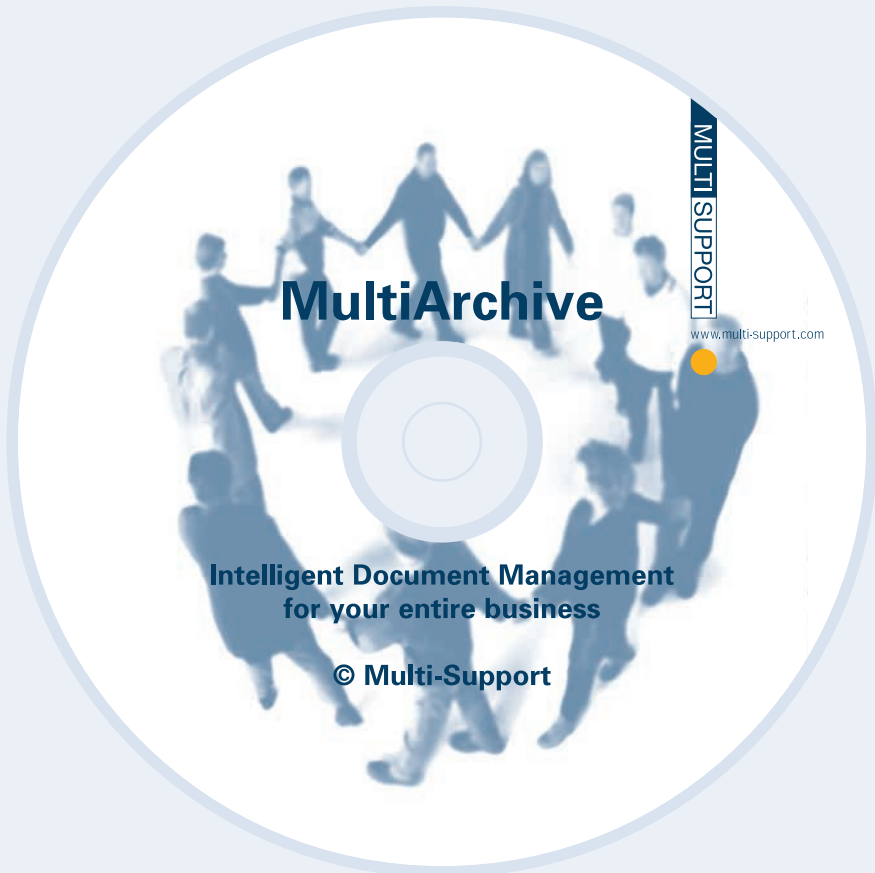 MULTI SUPPORT
www.multi-support.com
MultiArchive
Intelligent Document Management
for your entire business
© Multi-Support